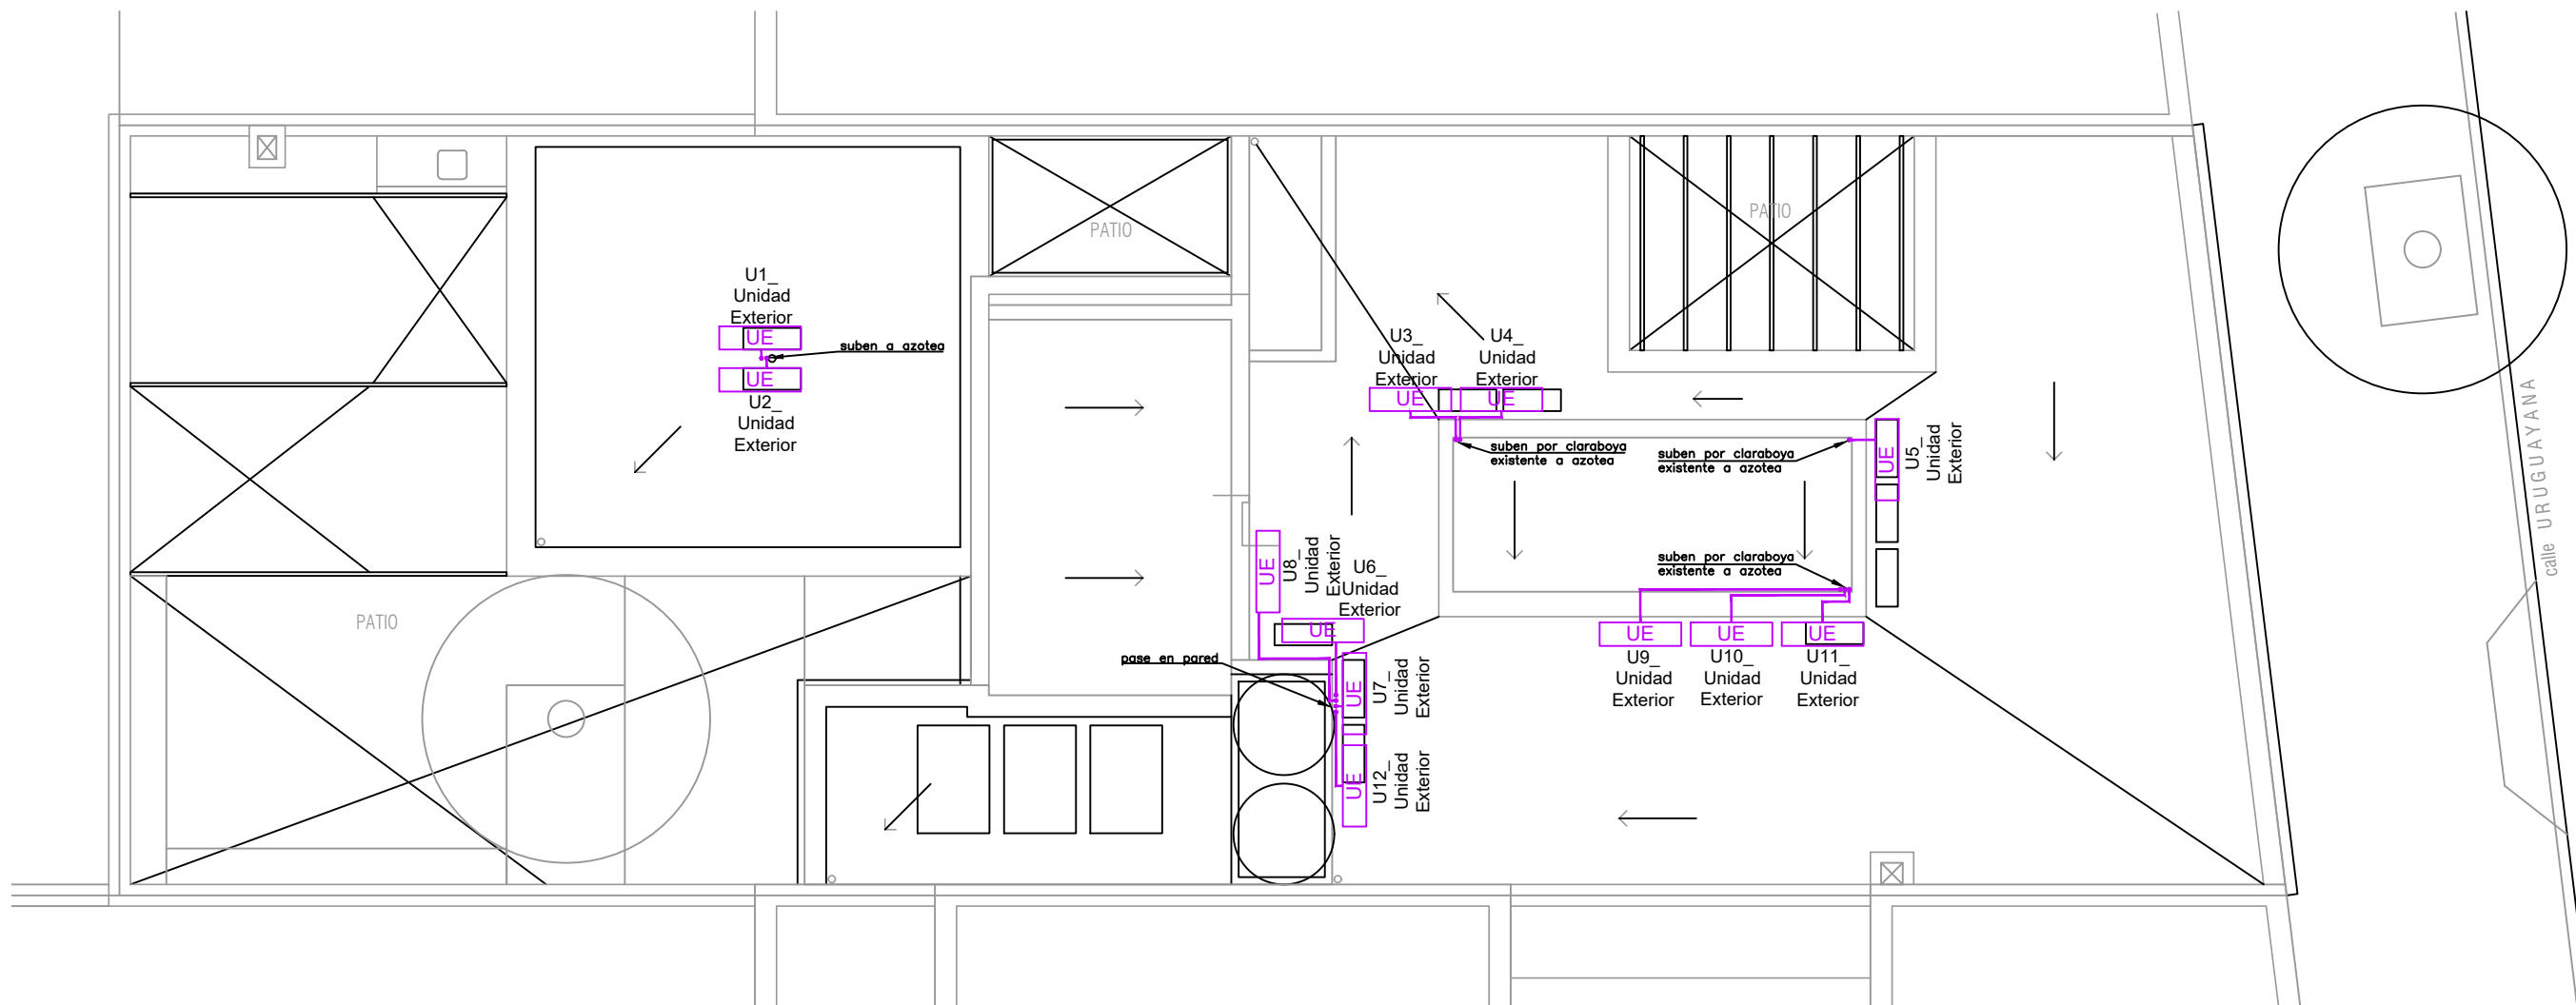 PATIO
PATIO
U1_
Unidad
Exterior
UE
suben a azotea
UE
U2_
Unidad
Exterior
U3_
Unidad
Exterior
UE
U4_
Unidad
Exterior
UE
suben por claraboya
existente a azotea
suben por claraboya
existente a azotea
UE
U5_
Unidad
Exterior
calle URUGUAYANA
UE
U8_
Unidad
Exterior
U6_
Unidad
Exterior
UE
suben por claraboya
existente a azotea
UE
UE
UE
U9_
Unidad
Exterior
U10_
Unidad
Exterior
U11_
Unidad
Exterior
PATIO
pase en pared
UE
U7_
Unidad
Exterior
UE
U12_
Unidad
Exterior